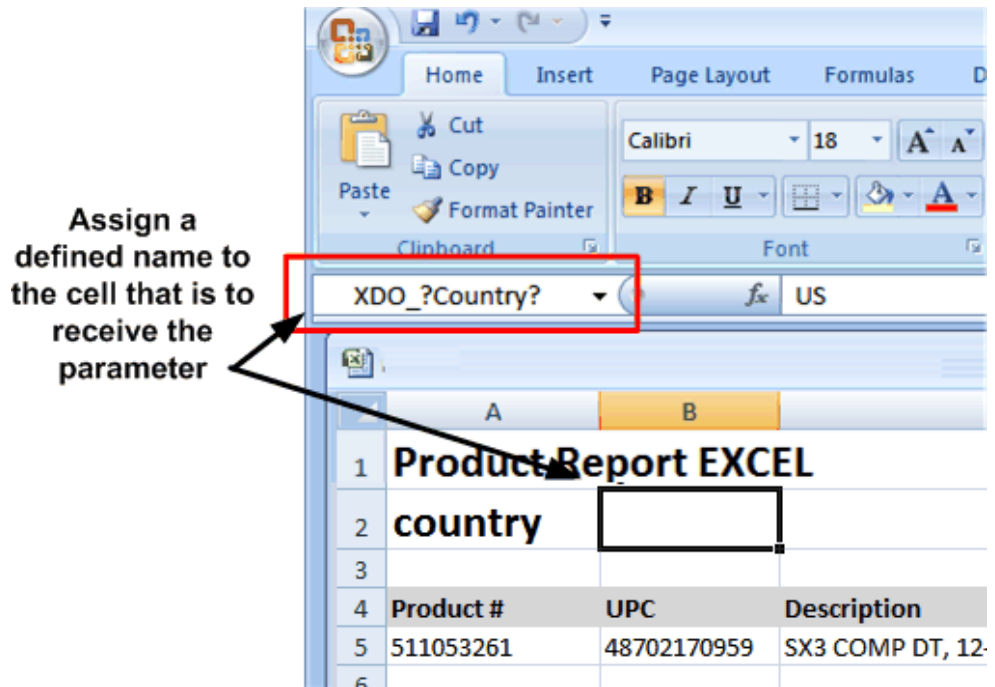 Home Insert Page Layout Formulas D
Cut
Copy
Paste
Format Painter
Clipboard
Calibri 18 A A
B I U A
Font
Assign a
defined name to
the cell that is to
receive the
parameter
XDO_?Country? fx US
A B
1 Product Report EXCEL
2 country
3
4 Product # UPC Description
5 511053261 48702170959 SX3 COMP DT, 12-
6